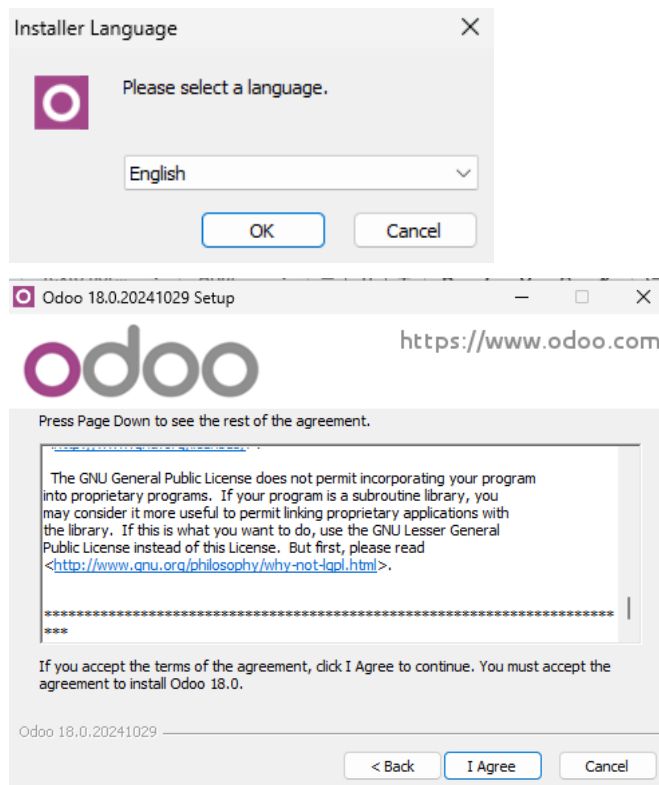 Installer Language
Please select a language.
English
OK Cancel
Odoo 18.0.20241029 Setup
odoo https://www.odoo.com
Press Page Down to see the rest of the agreement.
The GNU General Public License does not permit incorporating your program
into proprietary programs. If your program is a subroutine library, you
may consider it more useful to permit linking proprietary applications with
the library. If this is what you want to do, use the GNU Lesser General
Public License instead of this License. But first, please read
<http://www.gnu.org/philosophy/why-not-lgpl.html>.
************************************************************************
***
If you accept the terms of the agreement, click I Agree to continue. You must accept the
agreement to install Odoo 18.0.
Odoo 18.0.20241029
< Back I Agree Cancel